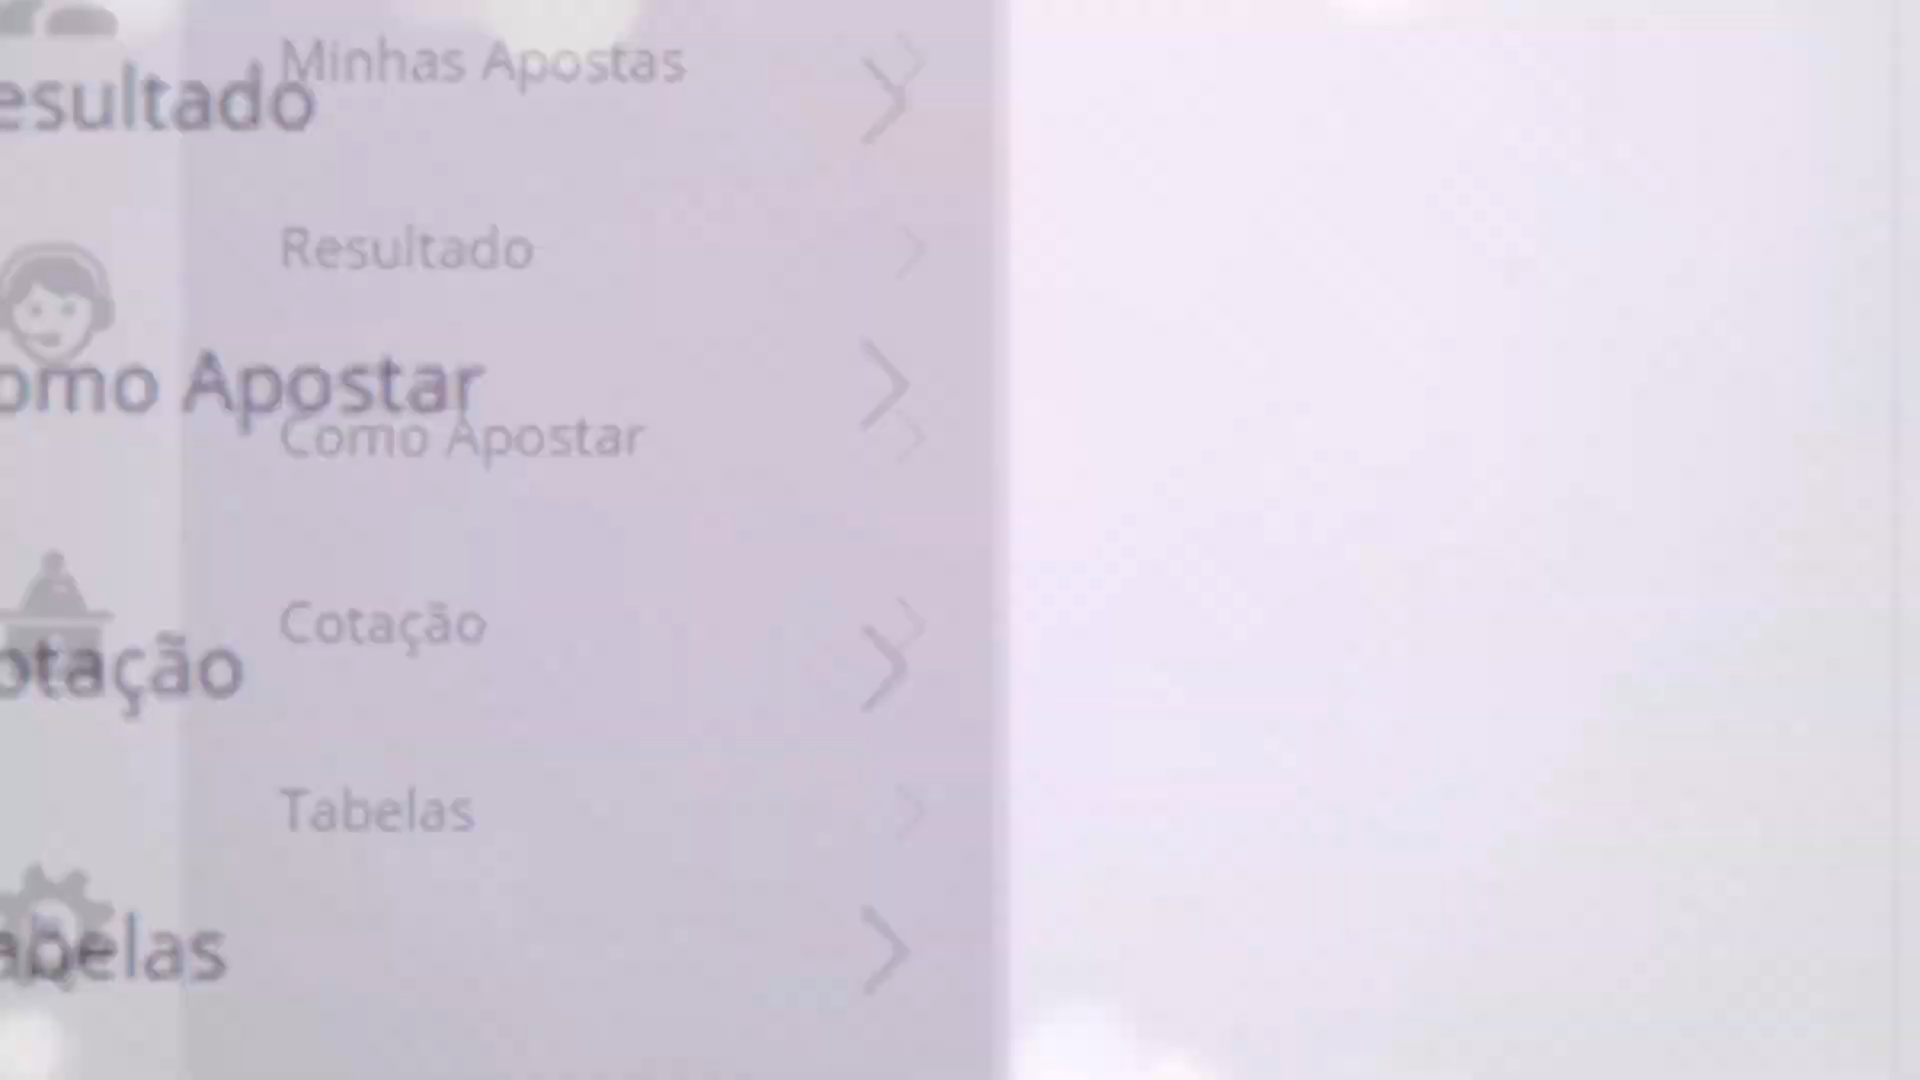 Minhas Apostas
esultado
Resultado
omo Apostar
Como Apostar
Cotação
otação
Tabelas
abelas